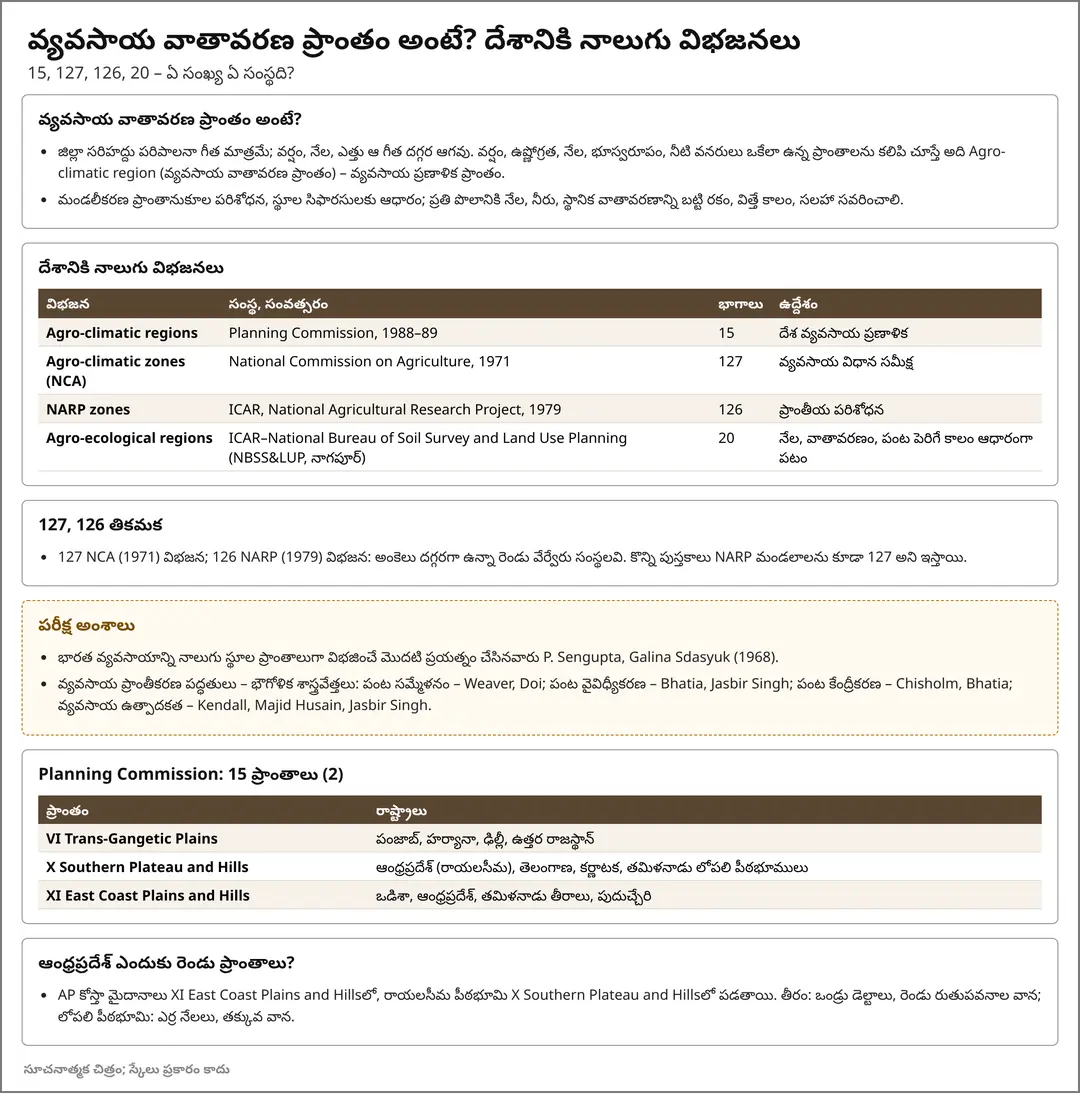 వ్యవసాయ వాతావరణ ప్రాంతం అంటే? దేశానికి నాలుగు విభజనలు
15, 127, 126, 20 – ఏ సంఖ్య ఏ సంస్థది?
వ్యవసాయ వాతావరణ ప్రాంతం అంటే?
• జిల్లా సరిహద్దు పరిపాలనా గీత మాత్రమే; వర్షం, నేల, ఎత్తు ఆ గీత దగ్గర ఆగవు. వర్షం, ఉష్ణోగ్రత, నేల, భూస్వరూపం, నీటి వనరులు ఒకేలా ఉన్న ప్రాంతాలను కలిపి చూస్తే అది Agro-
climatic region (వ్యవసాయ వాతావరణ ప్రాంతం) – వ్యవసాయ ప్రణాళిక ప్రాంతం.
• మండలీకరణ ప్రాంతానుకూల పరిశోధన, స్థూల సిఫారసులకు ఆధారం; ప్రతి పొలానికి నేల, నీరు, స్థానిక వాతావరణాన్ని బట్టి రకం, విత్తే కాలం, సలహా సవరించాలి.
దేశానికి నాలుగు విభజనలు
విభజన సంస్థ, సంవత్సరం భాగాలు ఉద్దేశం
Agro-climatic regions Planning Commission, 1988–89 15 దేశ వ్యవసాయ ప్రణాళిక
Agro-climatic zones National Commission on Agriculture, 1971 127 వ్యవసాయ విధాన సమీక్ష
(NCA)
NARP zones ICAR, National Agricultural Research Project, 1979 126 ప్రాంతీయ పరిశోధన
Agro-ecological regions ICAR–National Bureau of Soil Survey and Land Use Planning 20 నేల, వాతావరణం, పంట పెరిగే కాలం ఆధారంగా
(NBSS&LUP, నాగపూర్) పటం
127, 126 తికమక
• 127 NCA (1971) విభజన; 126 NARP (1979) విభజన: అంకెలు దగ్గరగా ఉన్నా రెండు వేర్వేరు సంస్థలవి. కొన్ని పుస్తకాలు NARP మండలాలను కూడా 127 అని ఇస్తాయి.
పరీక్ష అంశాలు
• భారత వ్యవసాయాన్ని నాలుగు స్థూల ప్రాంతాలుగా విభజించే మొదటి ప్రయత్నం చేసినవారు P. Sengupta, Galina Sdasyuk (1968).
• వ్యవసాయ ప్రాంతీకరణ పద్ధతులు – భౌగోళిక శాస్త్రవేత్తలు: పంట సమ్మేళనం – Weaver, Doi; పంట వైవిధ్యీకరణ – Bhatia, Jasbir Singh; పంట కేంద్రీకరణ – Chisholm, Bhatia;
వ్యవసాయ ఉత్పాదకత – Kendall, Majid Husain, Jasbir Singh.
Planning Commission: 15 ప్రాంతాలు (2)
ప్రాంతం రాష్ట్రాలు
VI Trans-Gangetic Plains పంజాబ్, హర్యానా, ఢిల్లీ, ఉత్తర రాజస్థాన్
X Southern Plateau and Hills ఆంధ్రప్రదేశ్ (రాయలసీమ), తెలంగాణ, కర్ణాటక, తమిళనాడు లోపలి పీఠభూములు
XI East Coast Plains and Hills ఒడిశా, ఆంధ్రప్రదేశ్, తమిళనాడు తీరాలు, పుదుచ్చేరి
ఆంధ్రప్రదేశ్ ఎందుకు రెండు ప్రాంతాలు?
• AP కోస్తా మైదానాలు XI East Coast Plains and Hillsలో, రాయలసీమ పీఠభూమి X Southern Plateau and Hillsలో పడతాయి. తీరం: ఒండ్రు డెల్టాలు, రెండు రుతుపవనాల వాన;
లోపలి పీఠభూమి: ఎర్ర నేలలు, తక్కువ వాన.
సూచనాత్మక చిత్రం; స్కేలు ప్రకారం కాదు